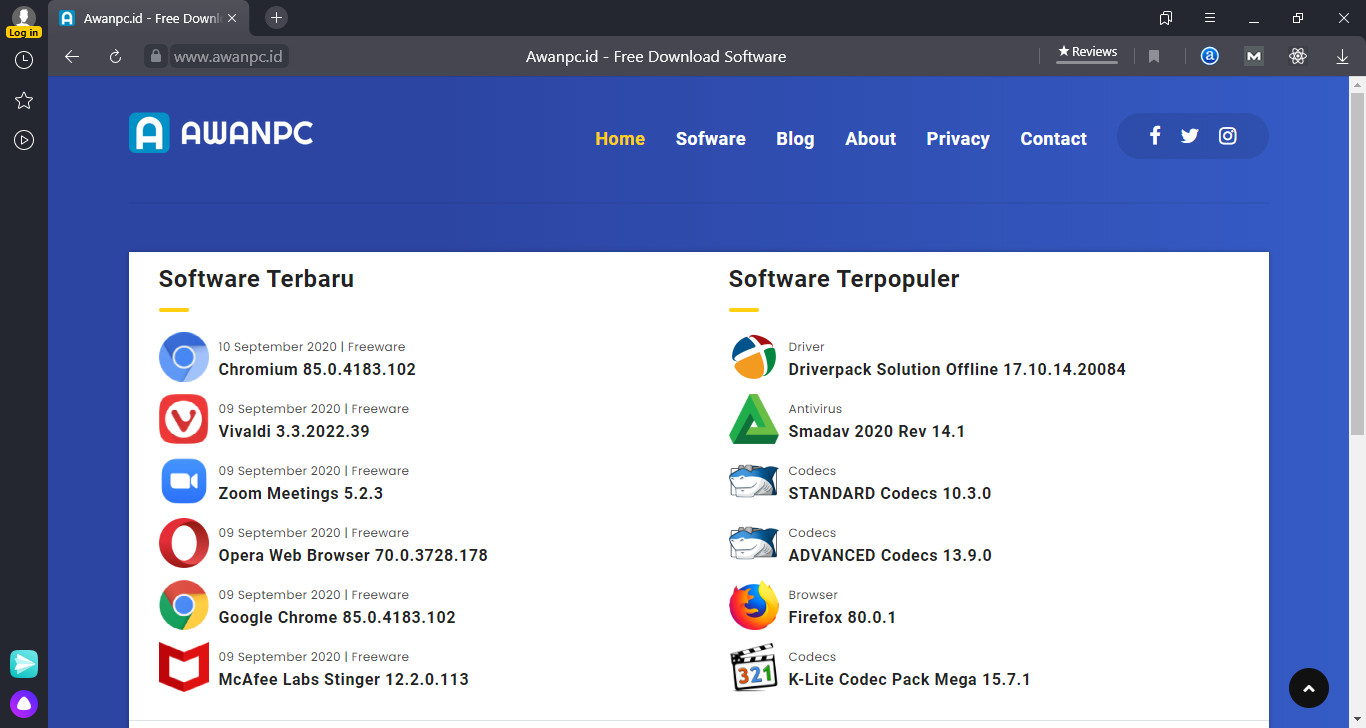 Log in
Awanpc.id - Free Downl
www.awanpc.id
Awanpc.id - Free Download Software
★ Reviews
AWANPC
Home Sofware Blog About Privacy Contact
Software Terbaru
10 September 2020 | Freeware
Chromium 85.0.4183.102
09 September 2020 | Freeware
Vivaldi 3.3.2022.39
09 September 2020 | Freeware
Zoom Meetings 5.2.3
09 September 2020 | Freeware
Opera Web Browser 70.0.3728.178
09 September 2020 | Freeware
Google Chrome 85.0.4183.102
09 September 2020 | Freeware
McAfee Labs Stinger 12.2.0.113
Software Terpopuler
Driver
Driverpack Solution Offline 17.10.14.20084
Antivirus
Smadav 2020 Rev 14.1
Codecs
STANDARD Codecs 10.3.0
Codecs
ADVANCED Codecs 13.9.0
Browser
Firefox 80.0.1
Codecs
321
K-Lite Codec Pack Mega 15.7.1